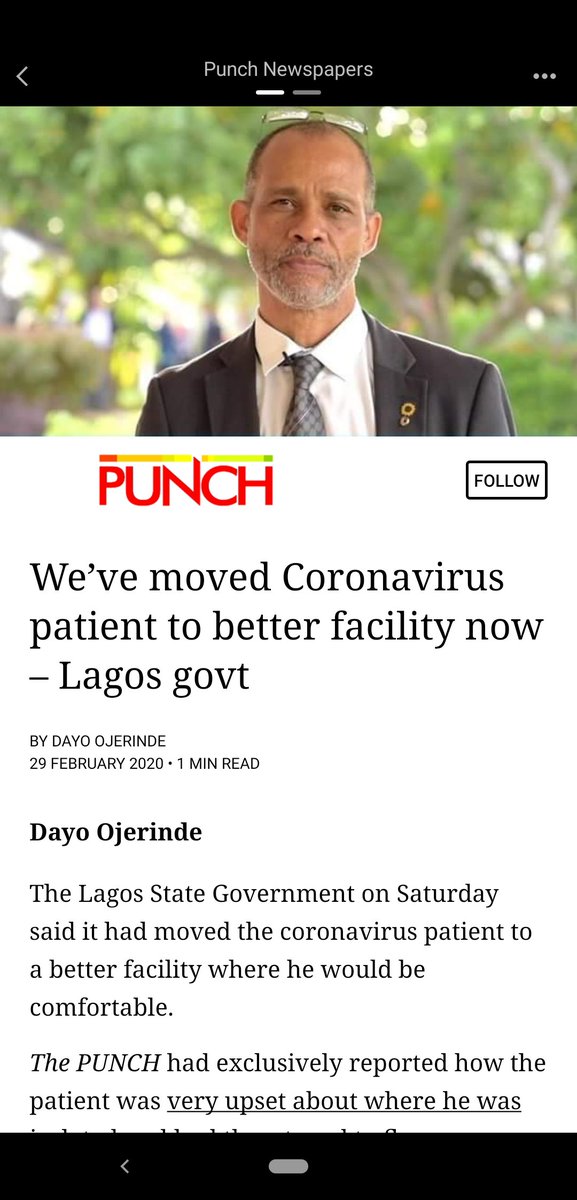 Punch Newspapers
PUNCH
FOLLOW
We’ve moved Coronavirus
patient to better facility now
– Lagos govt
BY DAYO OJERINDE
29 FEBRUARY 2020 • 1 MIN READ
Dayo Ojerinde
The Lagos State Government on Saturday
said it had moved the coronavirus patient to
a better facility where he would be
comfortable.
The PUNCH had exclusively reported how the
patient was very upset about where he was